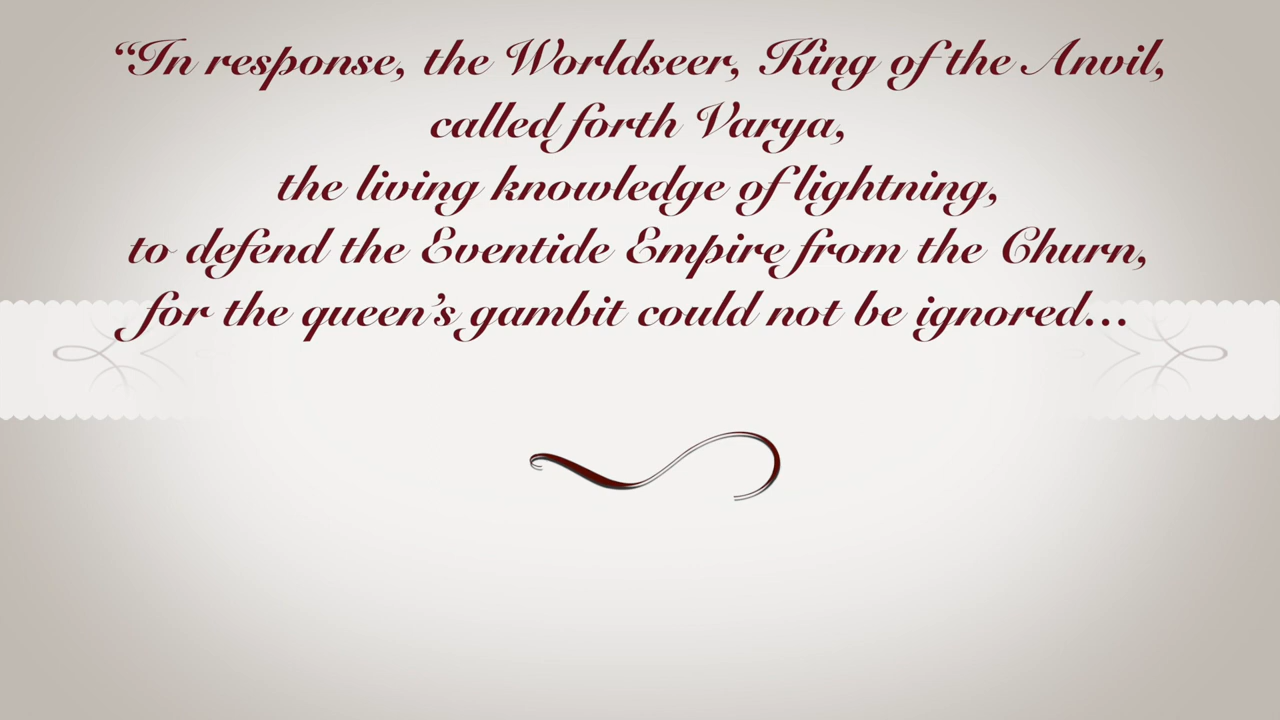 “In response, the Worldseer, King of the Anvil,
called forth Varya,
the living knowledge of lightning,
to defend the Eventide Empire from the Churn,
for the queen’s gambit could not be ignored...